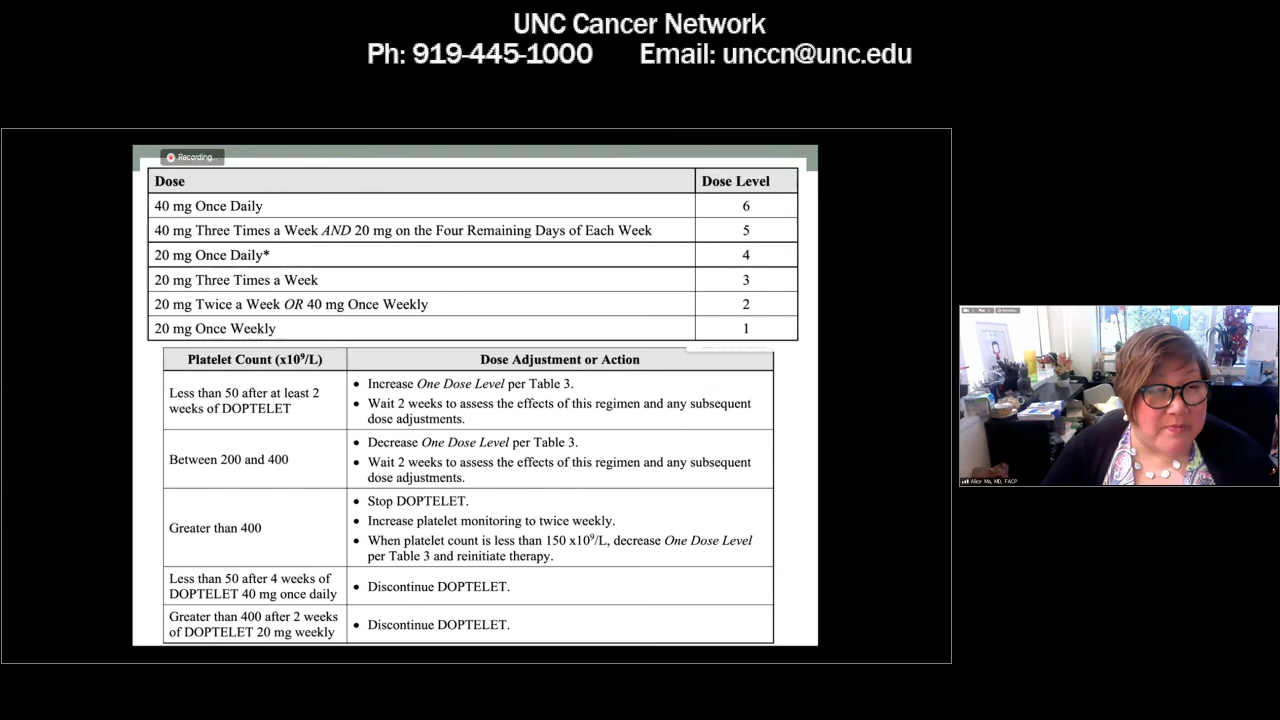 UNC Cancer Network
Ph: 919-445-1000 Email: unccn@unc.edu
Recording...
Dose Dose Level
40 mg Once Daily 6
40 mg Three Times a Week AND 20 mg on the Four Remaining Days of Each Week 5
20 mg Once Daily* 4
20 mg Three Times a Week 3
20 mg Twice a Week OR 40 mg Once Weekly 2
20 mg Once Weekly 1
Platelet Count (x10⁹/L) Dose Adjustment or Action
Less than 50 after at least 2
weeks of DOPTELET
• Increase One Dose Level per Table 3.
• Wait 2 weeks to assess the effects of this regimen and any subsequent
dose adjustments.
Between 200 and 400
• Decrease One Dose Level per Table 3.
• Wait 2 weeks to assess the effects of this regimen and any subsequent
dose adjustments.
Greater than 400
• Stop DOPTELET.
• Increase platelet monitoring to twice weekly.
• When platelet count is less than 150 x10⁹/L, decrease One Dose Level
per Table 3 and reinitiate therapy.
Less than 50 after 4 weeks of
DOPTELET 40 mg once daily
• Discontinue DOPTELET.
Greater than 400 after 2 weeks
of DOPTELET 20 mg weekly
• Discontinue DOPTELET.
Alice Ma, MD, FACP